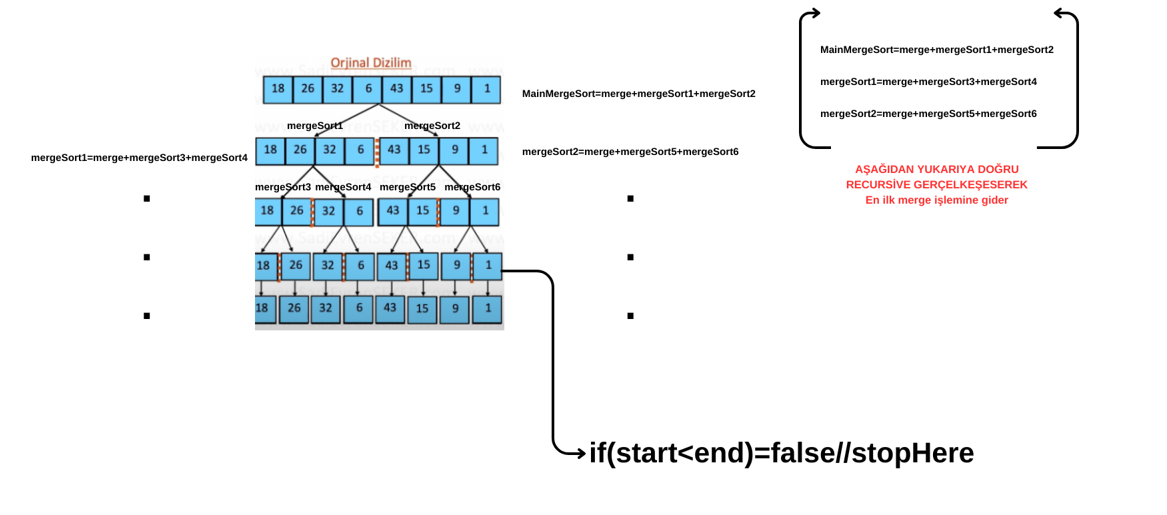 MainMergeSort=merge+mergeSort1+mergeSort2
mergeSort1=merge+mergeSort3+mergeSort4
mergeSort2=merge+mergeSort5+mergeSort6
AŞAĞIDAN YUKARIYA DOĞRU
RECURSİVE GERÇELKEŞESEREK
En ilk merge işlemine gider
Orjinal Dizilim
18 26 32 6 43 15 9 1
MainMergeSort=merge+mergeSort1+mergeSort2
mergeSort1 mergeSort2
18 26 32 6 43 15 9 1
mergeSort1=merge+mergeSort3+mergeSort4
mergeSort2=merge+mergeSort5+mergeSort6
mergeSort3 mergeSort4 mergeSort5 mergeSort6
18 26 32 6 43 15 9 1
18 26 32 6 43 15 9 1
18 26 32 6 43 15 9 1
if(start<end)=false//stopHere